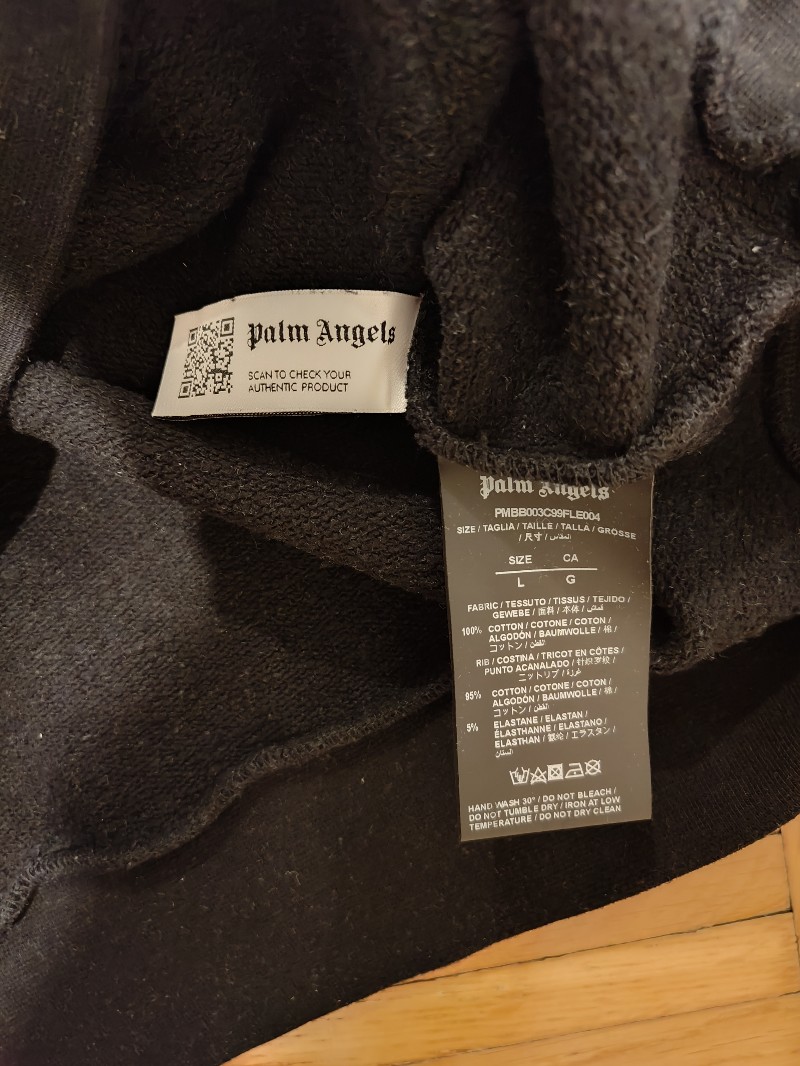 Palm Angels
SCAN TO CHECK YOUR
AUTHENTIC PRODUCT
Palm Angels
PMBB003C99FLE004
SIZE / TAGLIA / TAILLE / TALLA / GRÖSSE
/ 尺寸 / المقاس
SIZE CA
L G
FABRIC / TESSUTO / TISSUS / TEJIDO /
GEWEBE / 面料 / 本体 / قماش
100% COTTON / COTONE / COTON /
ALGODÓN / BAUMWOLLE / 棉 /
コットン / القطن
RIB / COSTINA / TRICOT EN CÔTES /
PUNTO ACANALADO / 针织罗纹 /
ニットリブ /
95% COTTON / COTONE / COTON /
ALGODÓN / BAUMWOLLE / 棉 /
コットン / القطن
5% ELASTANE / ELASTAN /
ÉLASTHANNE / ELASTANO /
ELASTHAN / 氨纶 / エラスタン /
HAND WASH 30° / DO NOT BLEACH /
DO NOT TUMBLE DRY / IRON AT LOW
TEMPERATURE / DO NOT DRY CLEAN